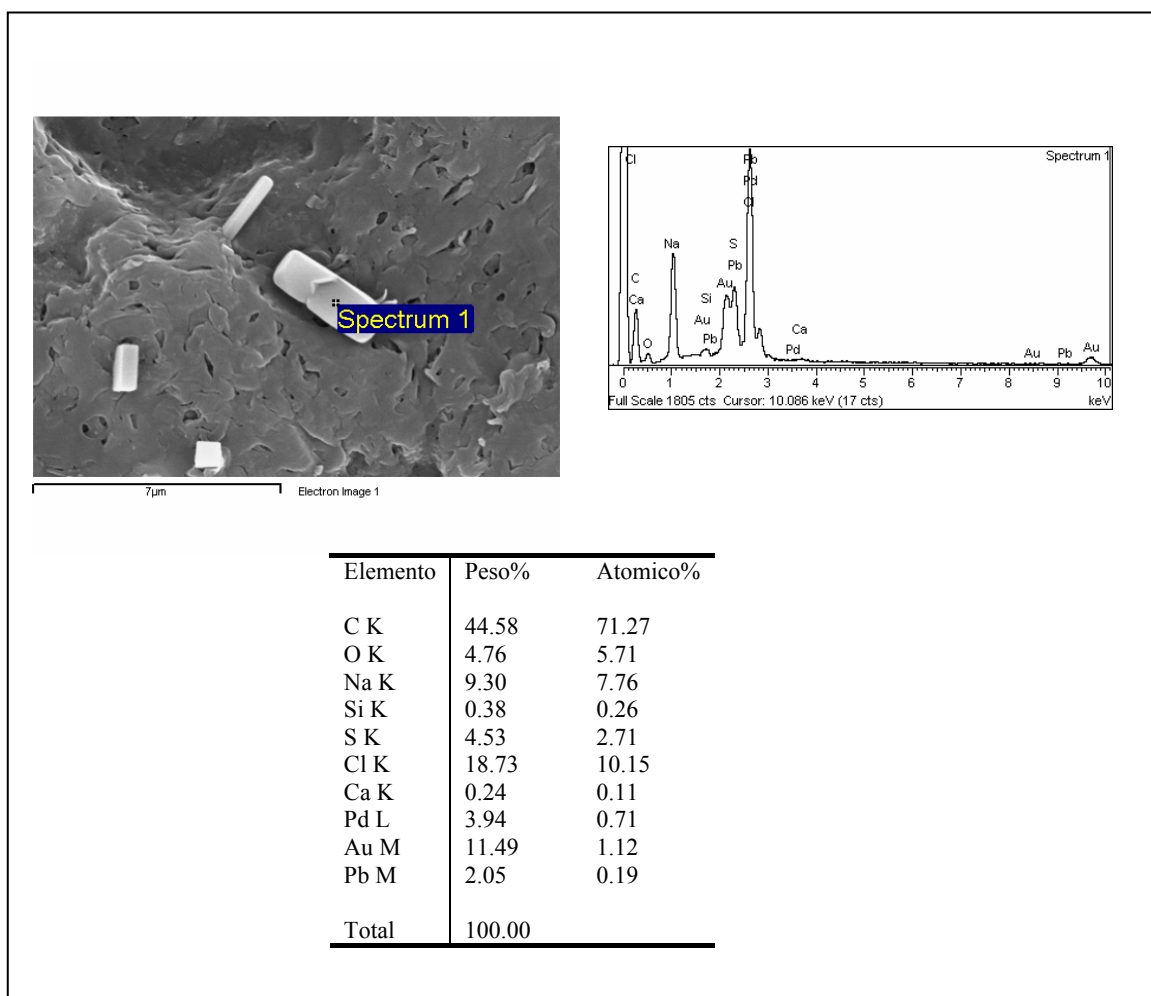 Spectrum 1
7µm
Electron Image 1
Cl
Pb
Pd
Cl
Spectrum 1
Na
S
Pb
C
Ca
Au
Si
Au
Pb
O
Ca
Pd
Au
Pb
Au
0 1 2 3 4 5 6 7 8 9 10
Full Scale 1805 cts Cursor: 10.086 keV (17 cts)
keV
Elemento Peso% Atomico%
C K 44.58 71.27
O K 4.76 5.71
Na K 9.30 7.76
Si K 0.38 0.26
S K 4.53 2.71
Cl K 18.73 10.15
Ca K 0.24 0.11
Pd L 3.94 0.71
Au M 11.49 1.12
Pb M 2.05 0.19
Total 100.00